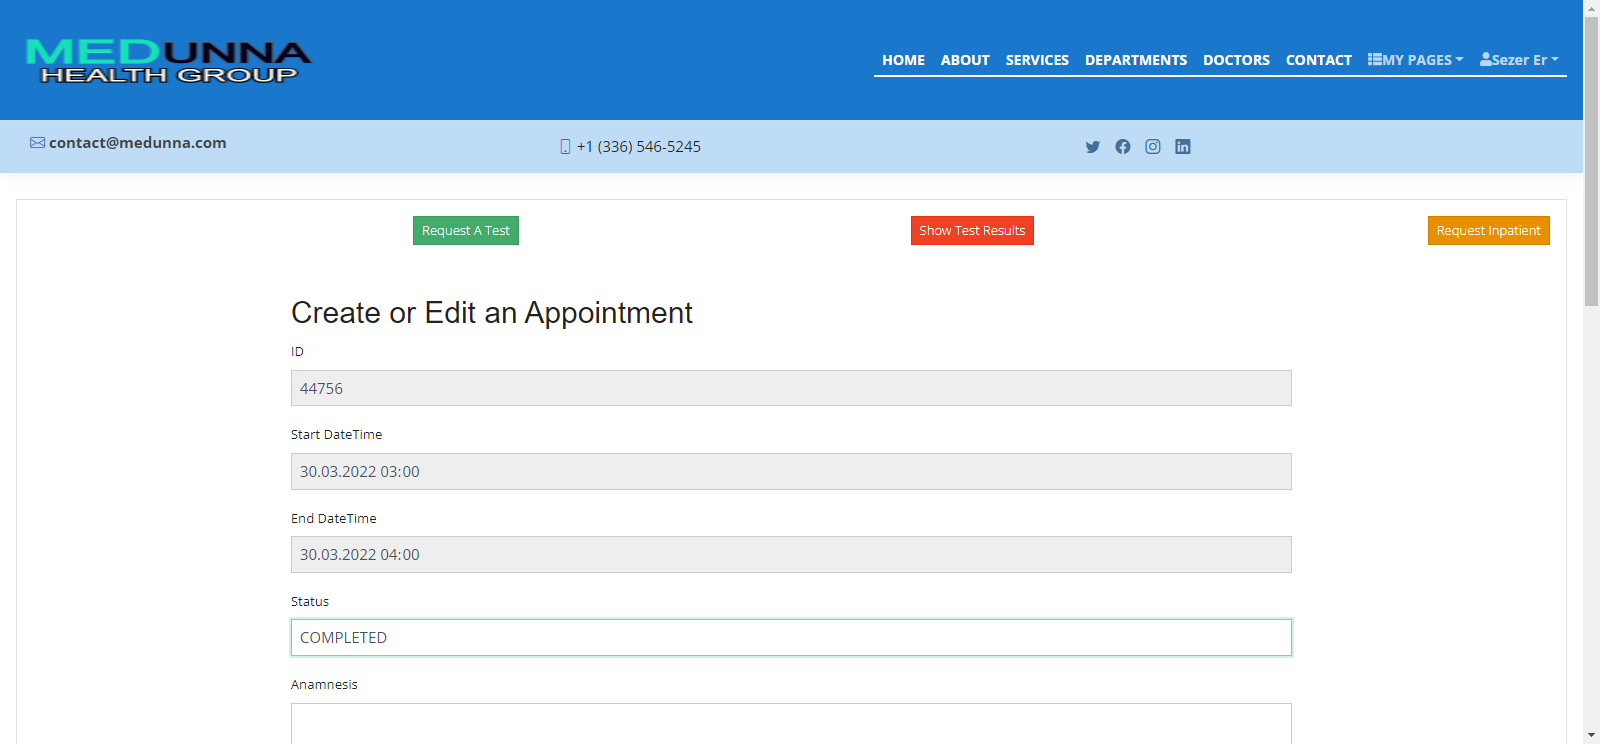 MEDUNNA
HEALTH GROUP
HOME ABOUT SERVICES DEPARTMENTS DOCTORS CONTACT MY PAGES Sezer Er
contact@medunna.com +1 (336) 546-5245
Request A Test Show Test Results Request Inpatient
Create or Edit an Appointment
ID
44756
Start DateTime
30.03.2022 03:00
End DateTime
30.03.2022 04:00
Status
COMPLETED
Anamnesis